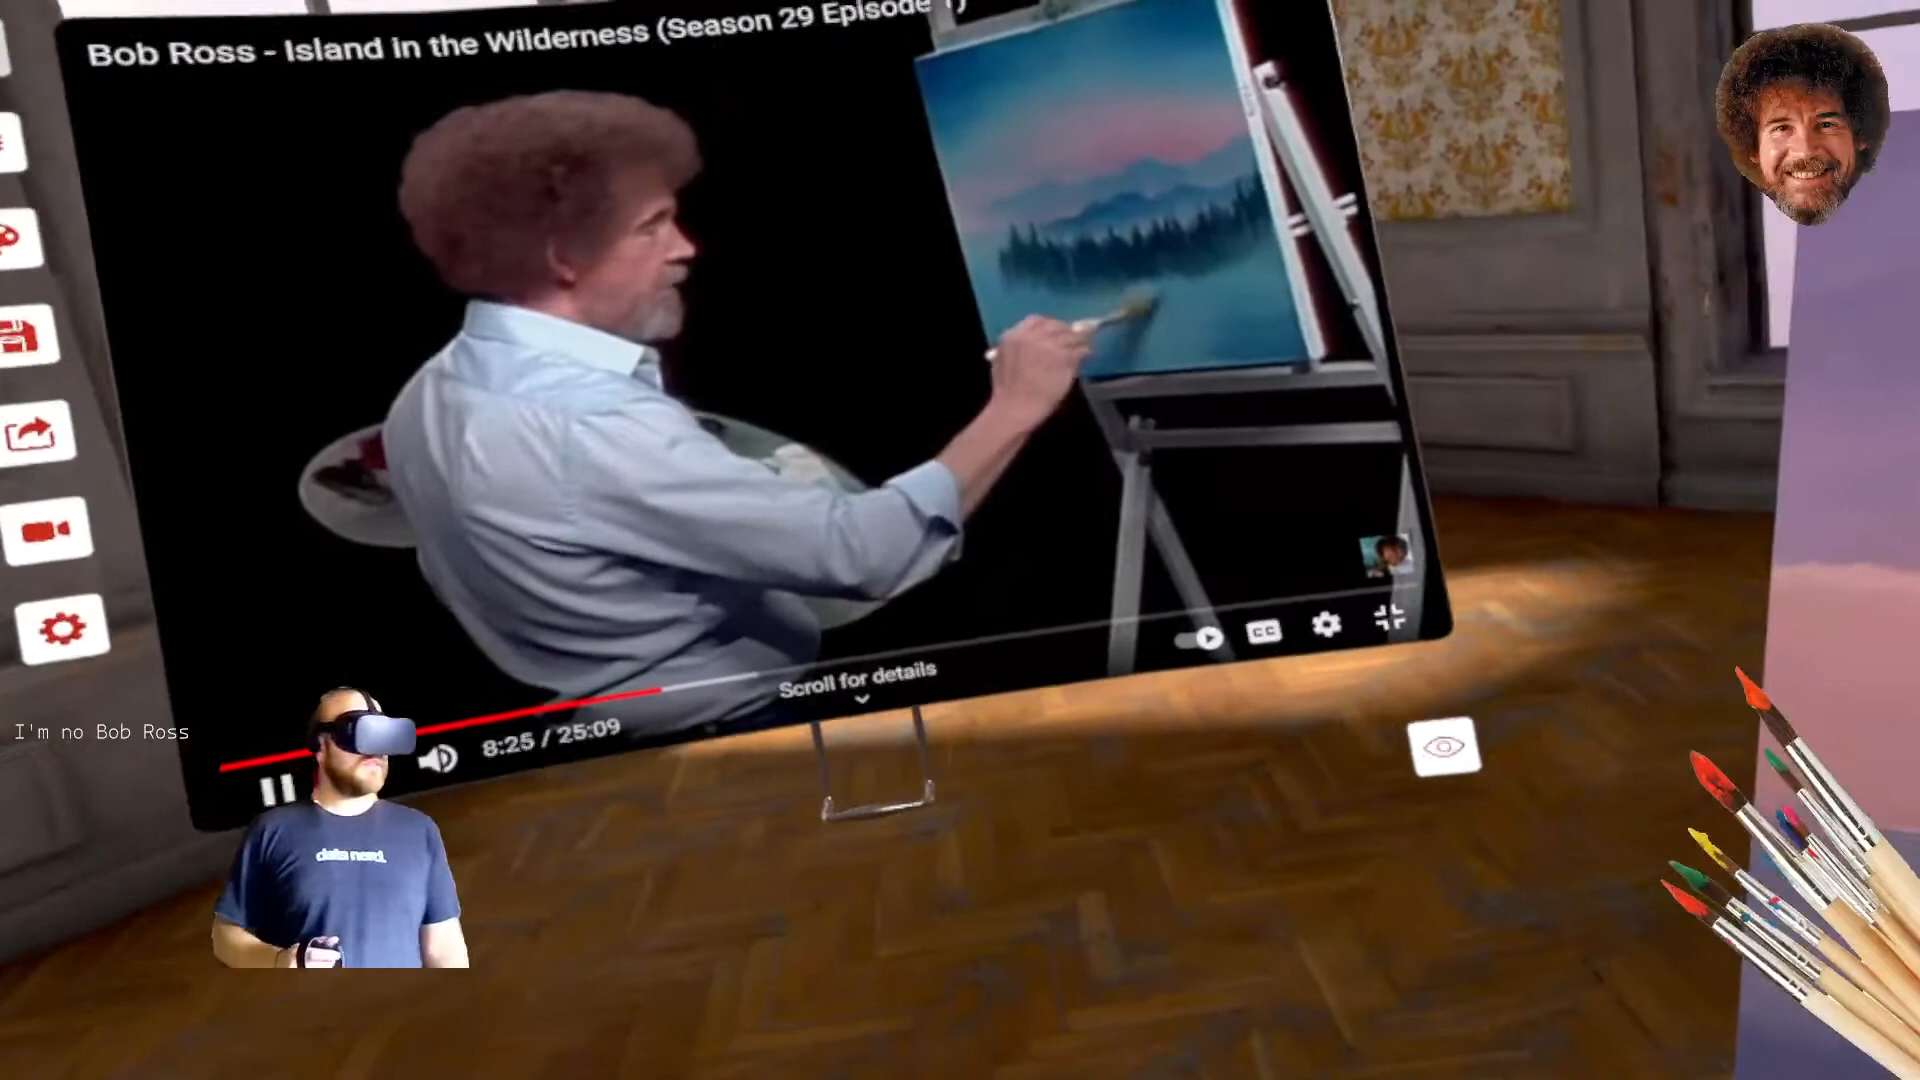 Bob Ross - Island in the Wilderness (Season 29 Episode 1)
I'm no Bob Ross
Scroll for details
8:25 / 25:09
CC
data nerd.